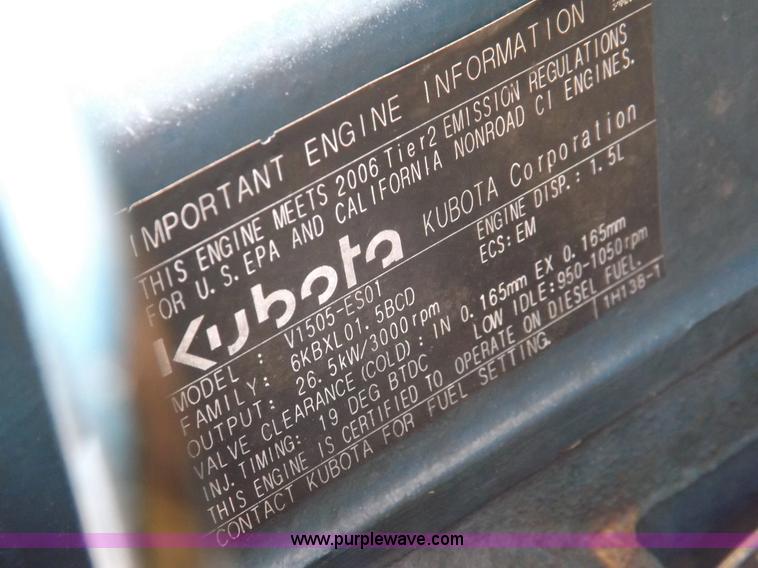 IMPORTANT ENGINE INFORMATION
THIS ENGINE MEETS 2006 Tier2 EMISSION REGULATIONS
FOR U.S. EPA AND CALIFORNIA NONROAD CI ENGINES.
Kubota KUBOTA Corporation
MODEL : V1505-ES01 ENGINE DISP.: 1.5L
FAMILY: 6KBXL01.5BCD ECS: EM
OUTPUT: 26.5kW/3000rpm
VALVE CLEARANCE (COLD): IN 0.165mm EX 0.165mm
INJ. TIMING: 19 DEG BTDC LOW IDLE: 950-1050rpm
THIS ENGINE IS CERTIFIED TO OPERATE ON DIESEL FUEL.
CONTACT KUBOTA FOR FUEL SETTING. 1H138-1
www.purplewave.com